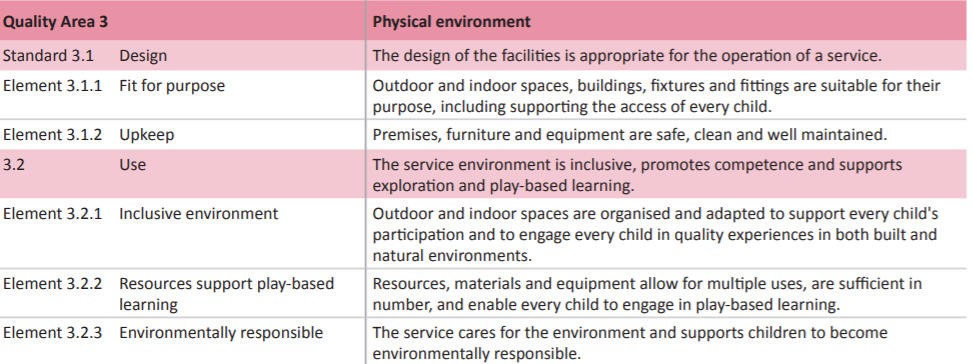 Quality Area 3 Physical environment
Standard 3.1 Design The design of the facilities is appropriate for the operation of a service.
Element 3.1.1 Fit for purpose Outdoor and indoor spaces, buildings, fixtures and fittings are suitable for their
purpose, including supporting the access of every child.
Element 3.1.2 Upkeep Premises, furniture and equipment are safe, clean and well maintained.
3.2 Use The service environment is inclusive, promotes competence and supports
exploration and play-based learning.
Element 3.2.1 Inclusive environment Outdoor and indoor spaces are organised and adapted to support every child's
participation and to engage every child in quality experiences in both built and
natural environments.
Element 3.2.2 Resources support play-based Resources, materials and equipment allow for multiple uses, are sufficient in
learning number, and enable every child to engage in play-based learning.
Element 3.2.3 Environmentally responsible The service cares for the environment and supports children to become
environmentally responsible.